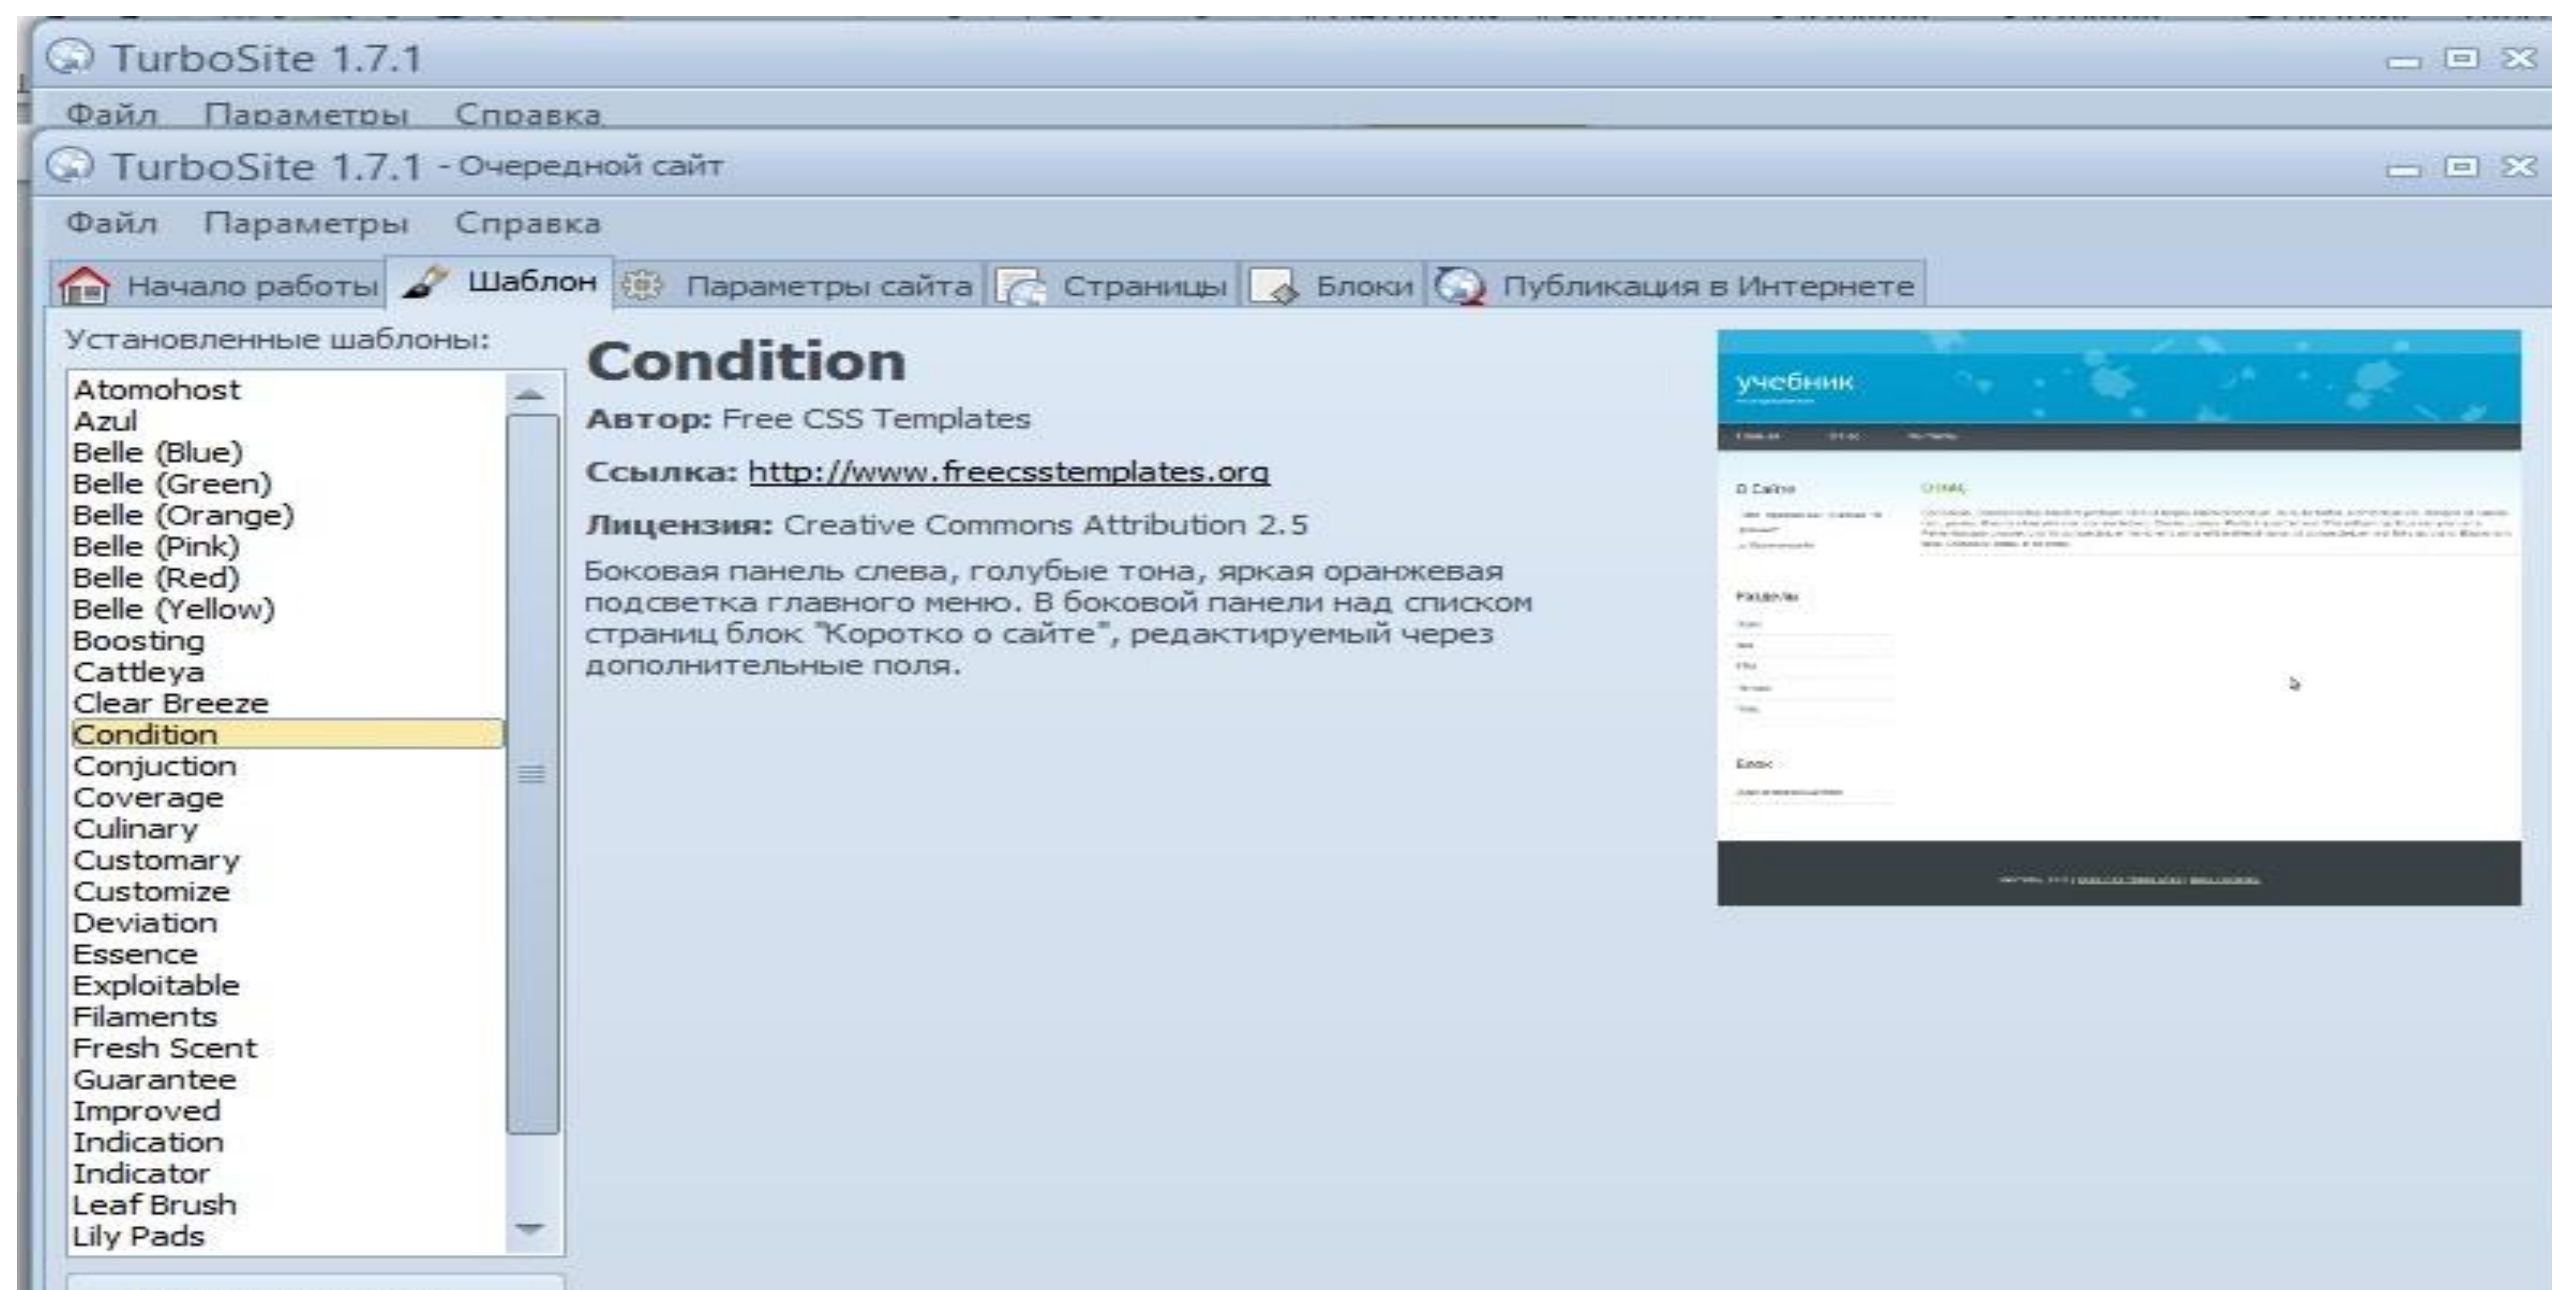 TurboSite 1.7.1
Файл Параметры Справка
TurboSite 1.7.1 - Очередной сайт
Файл Параметры Справка
Начало работы Шаблон Параметры сайта Страницы Блоки Публикация в Интернете
Установленные шаблоны:
Atomohost
Azul
Belle (Blue)
Belle (Green)
Belle (Orange)
Belle (Pink)
Belle (Red)
Belle (Yellow)
Boosting
Cattleya
Clear Breeze
Condition
Conjuction
Coverage
Culinary
Customary
Customize
Deviation
Essence
Exploitable
Filaments
Fresh Scent
Guarantee
Improved
Indication
Indicator
Leaf Brush
Lily Pads
Condition
Автор: Free CSS Templates
Ссылка: http://www.freecsstemplates.org
Лицензия: Creative Commons Attribution 2.5
Боковая панель слева, голубые тона, яркая оранжевая
подсветка главного меню. В боковой панели над списком
страниц блок "Коротко о сайте", редактируемый через
дополнительные поля.
учебник
О Сайте
Разделы
Блок